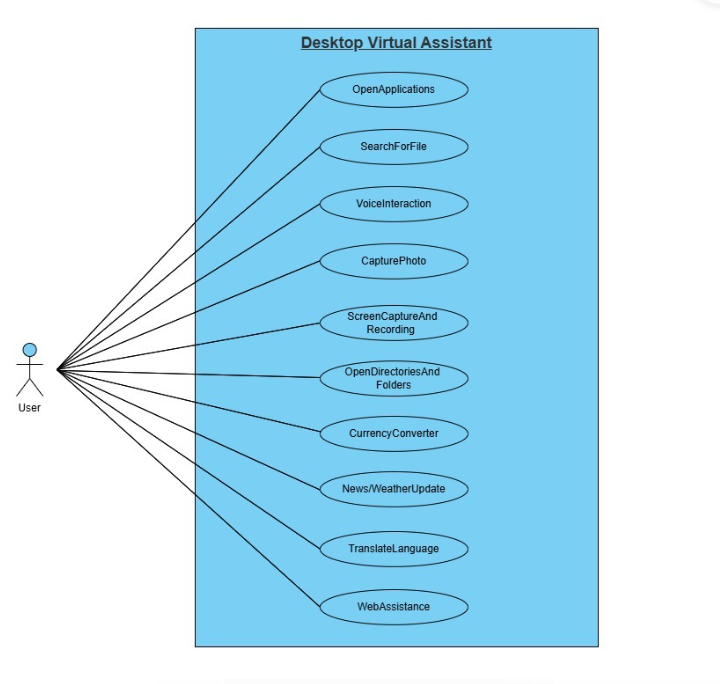 Desktop Virtual Assistant
OpenApplications
SearchForFile
VoiceInteraction
CapturePhoto
ScreenCaptureAnd
Recording
OpenDirectoriesAnd
Folders
CurrencyConverter
News/WeatherUpdate
TranslateLanguage
WebAssistance
User